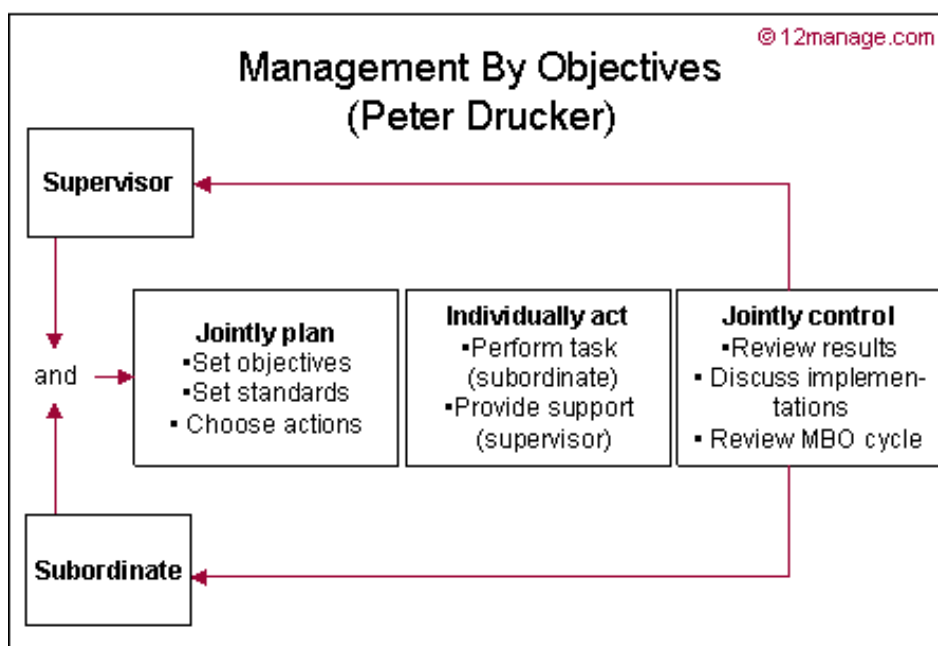 ©12manage.com
Management By Objectives
(Peter Drucker)
Supervisor
and
Jointly plan
▪Set objectives
▪Set standards
▪ Choose actions
Individually act
▪Perform task
(subordinate)
▪Provide support
(supervisor)
Jointly control
▪Review results
▪ Discuss implemen-
tations
▪ Review MBO cycle
Subordinate